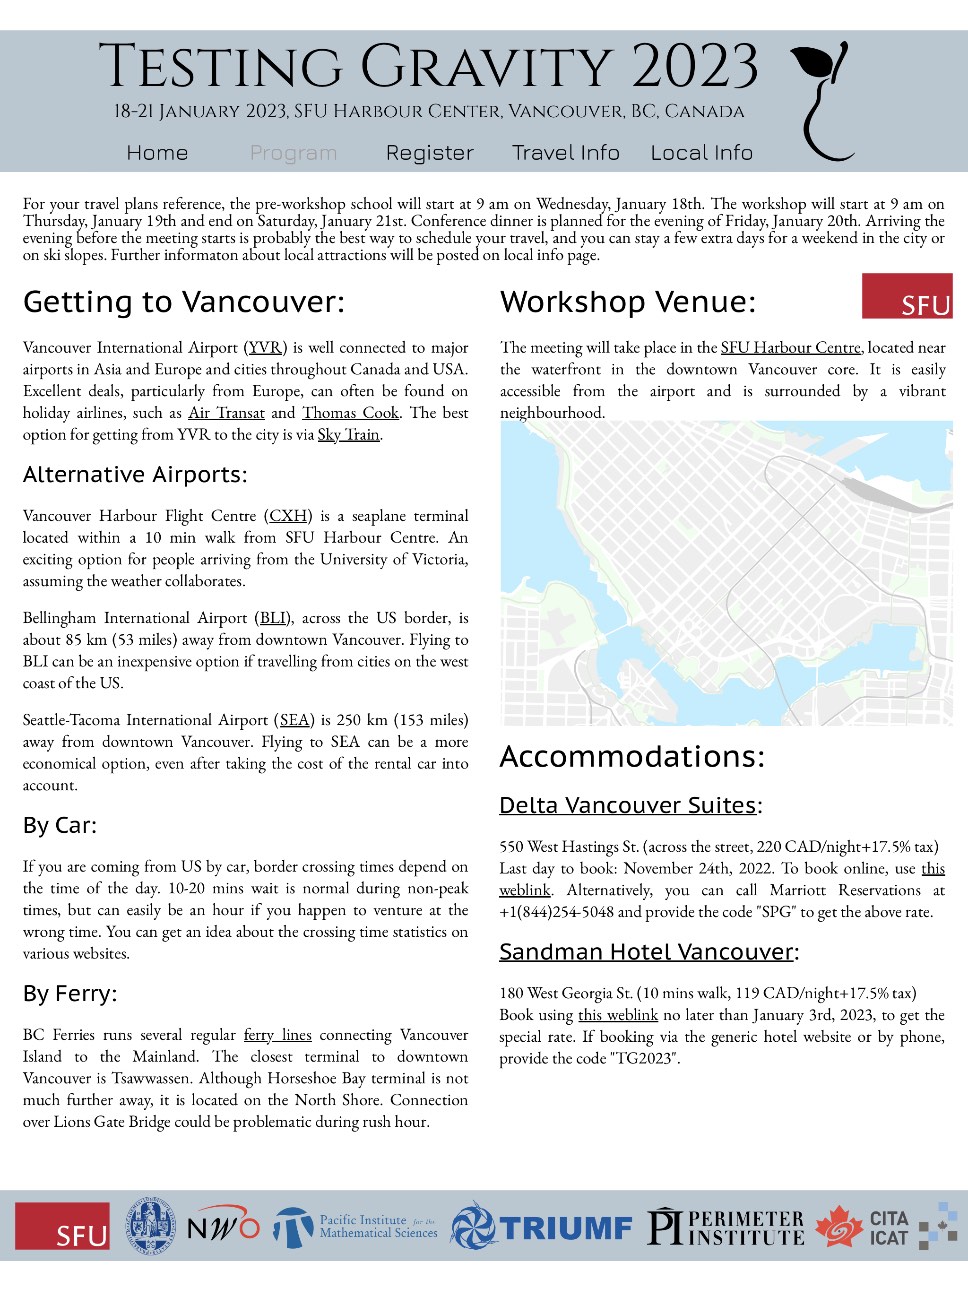 TESTING GRAVITY 2023
18-21 JANUARY 2023, SFU HARBOUR CENTER, VANCOUVER, BC, CANADA
Home Program Register Travel Info Local Info
For your travel plans reference, the pre-workshop school will start at 9 am on Wednesday, January 18th. The workshop will start at 9 am on
Thursday, January 19th and end on Saturday, January 21st. Conference dinner is planned for the evening of Friday, January 20th. Arriving the
evening before the meeting starts is probably the best way to schedule your travel, and you can stay a few extra days for a weekend in the city or
on ski slopes. Further informaton about local attractions will be posted on local info page.
Getting to Vancouver:
Vancouver International Airport (YVR) is well connected to major
airports in Asia and Europe and cities throughout Canada and USA.
Excellent deals, particularly from Europe, can often be found on
holiday airlines, such as Air Transat and Thomas Cook. The best
option for getting from YVR to the city is via Sky Train.
Alternative Airports:
Vancouver Harbour Flight Centre (CXH) is a seaplane terminal
located within a 10 min walk from SFU Harbour Centre. An
exciting option for people arriving from the University of Victoria,
assuming the weather collaborates.
Bellingham International Airport (BLI), across the US border, is
about 85 km (53 miles) away from downtown Vancouver. Flying to
BLI can be an inexpensive option if travelling from cities on the west
coast of the US.
Seattle-Tacoma International Airport (SEA) is 250 km (153 miles)
away from downtown Vancouver. Flying to SEA can be a more
economical option, even after taking the cost of the rental car into
account.
By Car:
If you are coming from US by car, border crossing times depend on
the time of the day. 10-20 mins wait is normal during non-peak
times, but can easily be an hour if you happen to venture at the
wrong time. You can get an idea about the crossing time statistics on
various websites.
By Ferry:
BC Ferries runs several regular ferry lines connecting Vancouver
Island to the Mainland. The closest terminal to downtown
Vancouver is Tsawwassen. Although Horseshoe Bay terminal is not
much further away, it is located on the North Shore. Connection
over Lions Gate Bridge could be problematic during rush hour.
Workshop Venue:
SFU
The meeting will take place in the SFU Harbour Centre, located near
the waterfront in the downtown Vancouver core. It is easily
accessible from the airport and is surrounded by a vibrant
neighbourhood.
Accommodations:
Delta Vancouver Suites:
550 West Hastings St. (across the street, 220 CAD/night+17.5% tax)
Last day to book: November 24th, 2022. To book online, use this
weblink. Alternatively, you can call Marriott Reservations at
+1(844)254-5048 and provide the code "SPG" to get the above rate.
Sandman Hotel Vancouver:
180 West Georgia St. (10 mins walk, 119 CAD/night+17.5% tax)
Book using this weblink no later than January 3rd, 2023, to get the
special rate. If booking via the generic hotel website or by phone,
provide the code "TG2023".
SFU
NWO
Pacific Institute for the
Mathematical Sciences
TRIUMF
PI PERIMETER
INSTITUTE
CITA
ICAT